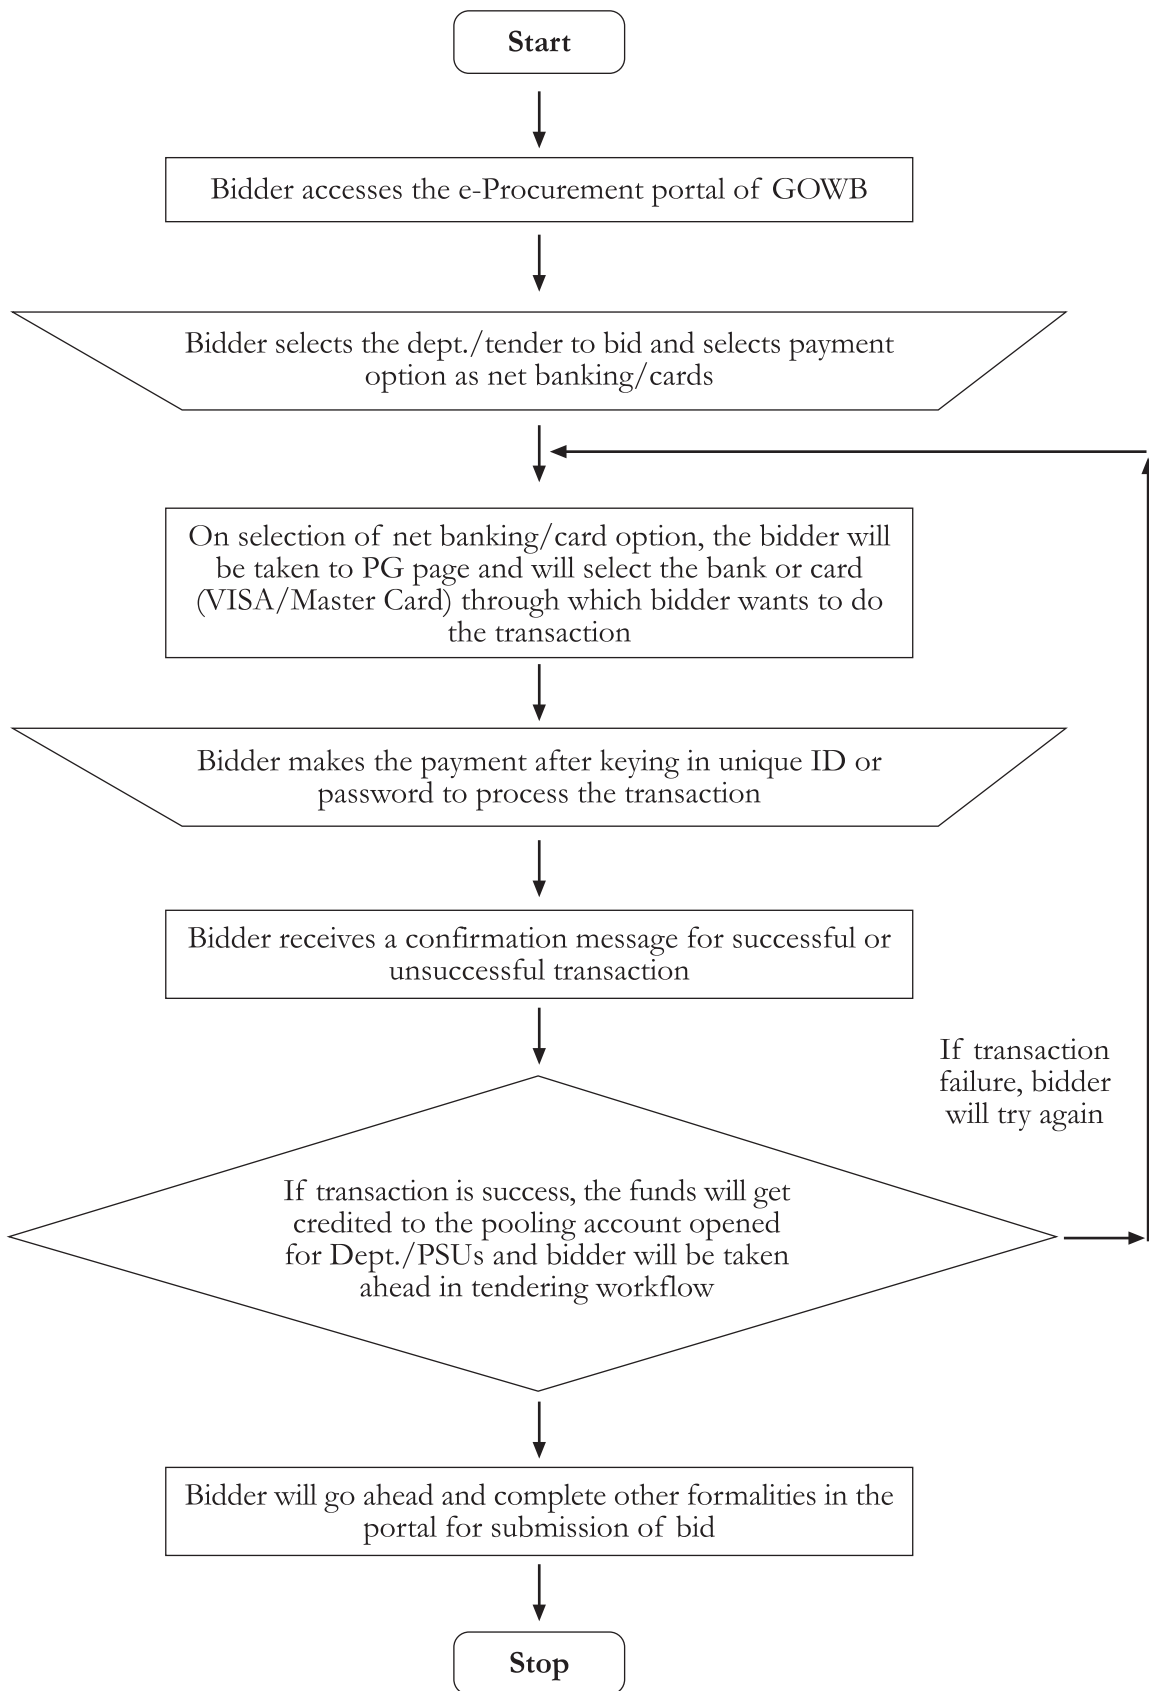 Start
Bidder accesses the e-Procurement portal of GOWB
Bidder selects the dept./tender to bid and selects payment
option as net banking/cards
On selection of net banking/card option, the bidder will
be taken to PG page and will select the bank or card
(VISA/Master Card) through which bidder wants to do
the transaction
Bidder makes the payment after keying in unique ID or
password to process the transaction
Bidder receives a confirmation message for successful or
unsuccessful transaction
If transaction
failure, bidder
will try again
If transaction is success, the funds will get
credited to the pooling account opened
for Dept./PSUs and bidder will be taken
ahead in tendering workflow
Bidder will go ahead and complete other formalities in the
portal for submission of bid
Stop